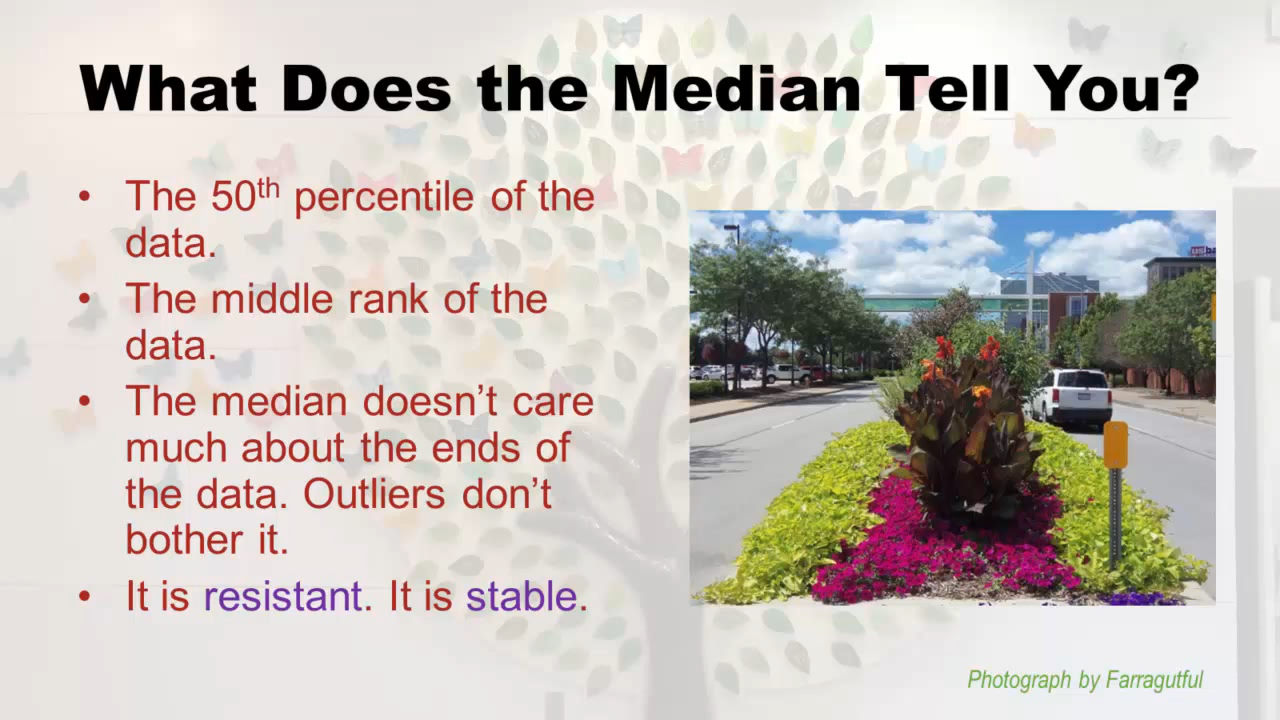 What Does the Median Tell You?
• The 50th percentile of the
data.
• The middle rank of the
data.
• The median doesn’t care
much about the ends of
the data. Outliers don’t
bother it.
• It is resistant. It is stable.
usba
Photograph by Farragutful